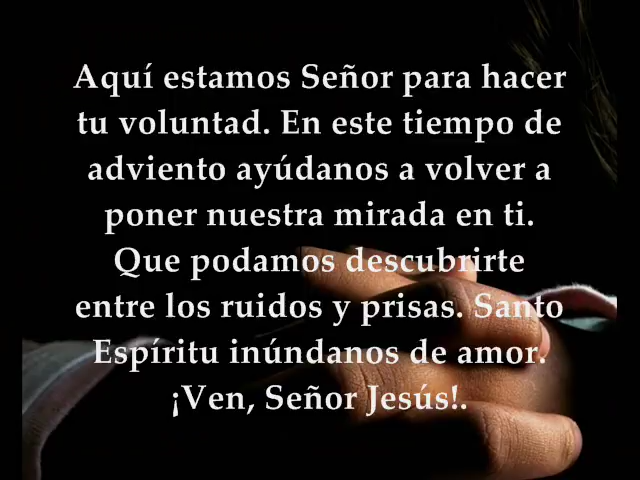 Aquí estamos Señor para hacer
tu voluntad. En este tiempo de
adviento ayúdanos a volver a
poner nuestra mirada en ti.
Que podamos descubrirte
entre los ruidos y prisas. Santo
Espíritu inúndanos de amor.
¡Ven, Señor Jesús!.